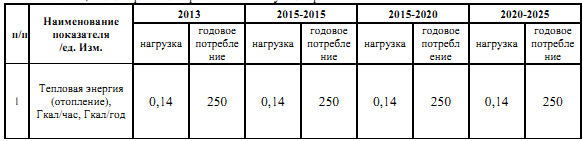 п/п Наименование показателя /ед. Изм. 2013 2015-2015 2015-2020 2020-2025
нагрузка годовое потребле ние нагрузка годовое потребле ние нагрузка годовое потребл ение нагрузка годовое потребле ние
1 Тепловая энергия (отопление), Гкал/час, Гкал/год 0,14 250 0,14 250 0,14 250 0,14 250